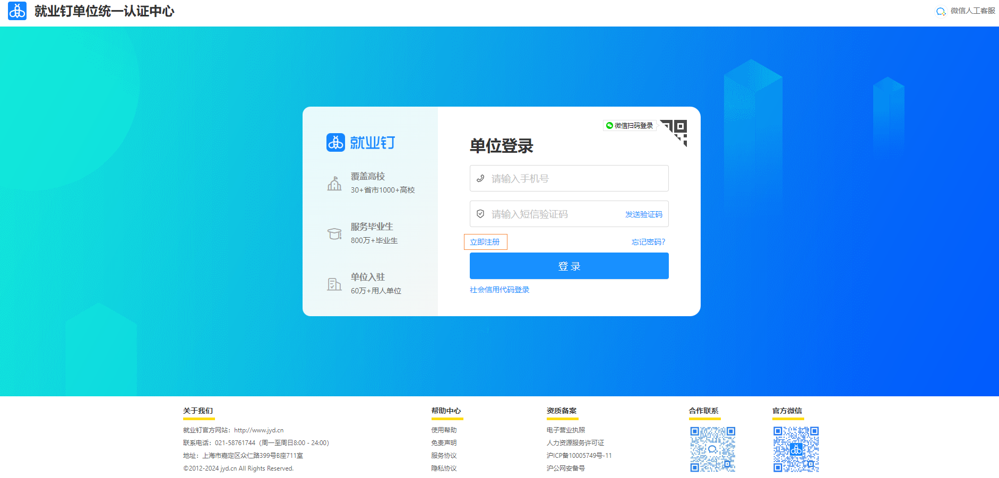 就业钉单位统一认证中心
微信人工客服
就业钉
覆盖高校
30+省市1000+高校
服务毕业生
800万+毕业生
单位入驻
60万+用人单位
微信扫码登录
单位登录
请输入手机号
请输入短信验证码
发送验证码
立即注册
忘记密码?
登 录
社会信用代码登录
关于我们
就业钉官方网站：http://www.jyd.cn
联系电话：021-58761744（周一至周日8:00 - 24:00）
地址：上海市嘉定区众仁路399号B座711室
©2012-2024 jyd.cn All Rights Reserved.
帮助中心
使用帮助
免责声明
服务协议
隐私协议
资质备案
电子营业执照
人力资源服务许可证
沪ICP备10005749号-11
沪公网安备号
合作联系
官方微信